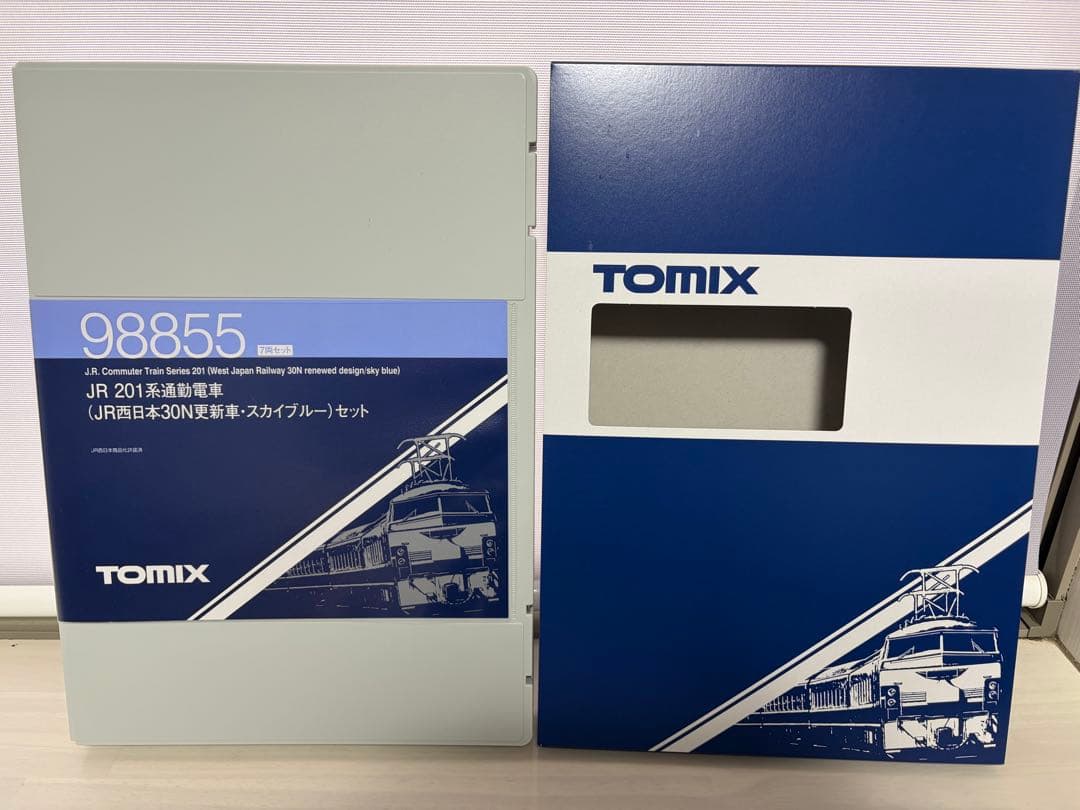 98855 7両セット
J.R. Commuter Train Series 201 (West Japan Railway 30N renewed design/sky blue)
JR 201系通勤電車
(JR西日本30N更新車・スカイブルー)セット
JR西日本商品化許諾済
TOMIX
TOMIX